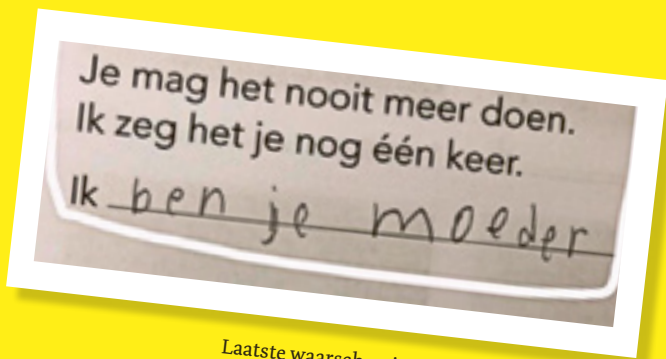 Je mag het nooit meer doen.
Ik zeg het je nog één keer.
Ik ben je moeder
Laatste